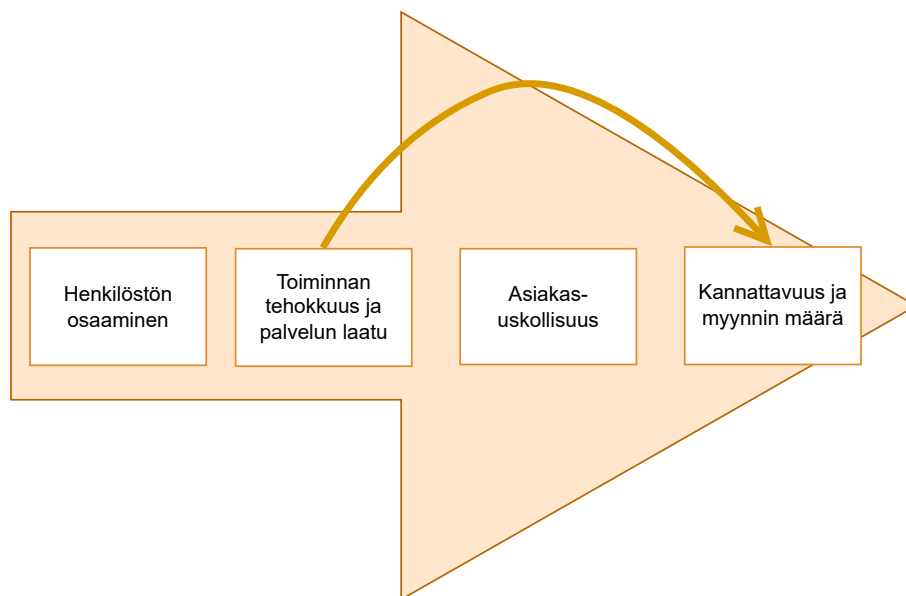 Henkilöstön
osaaminen
Toiminnan
tehokkuus ja
palvelun laatu
Asiakas-
uskollisuus
Kannattavuus ja
myynnin määrä